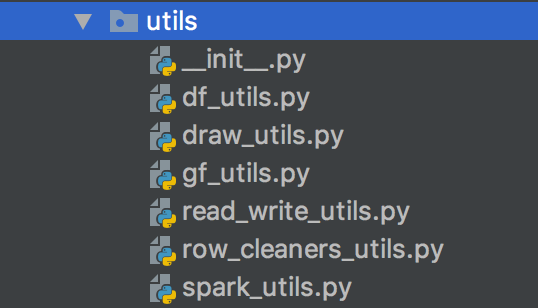 utils
__init__.py
df_utils.py
draw_utils.py
gf_utils.py
read_write_utils.py
row_cleaners_utils.py
spark_utils.py